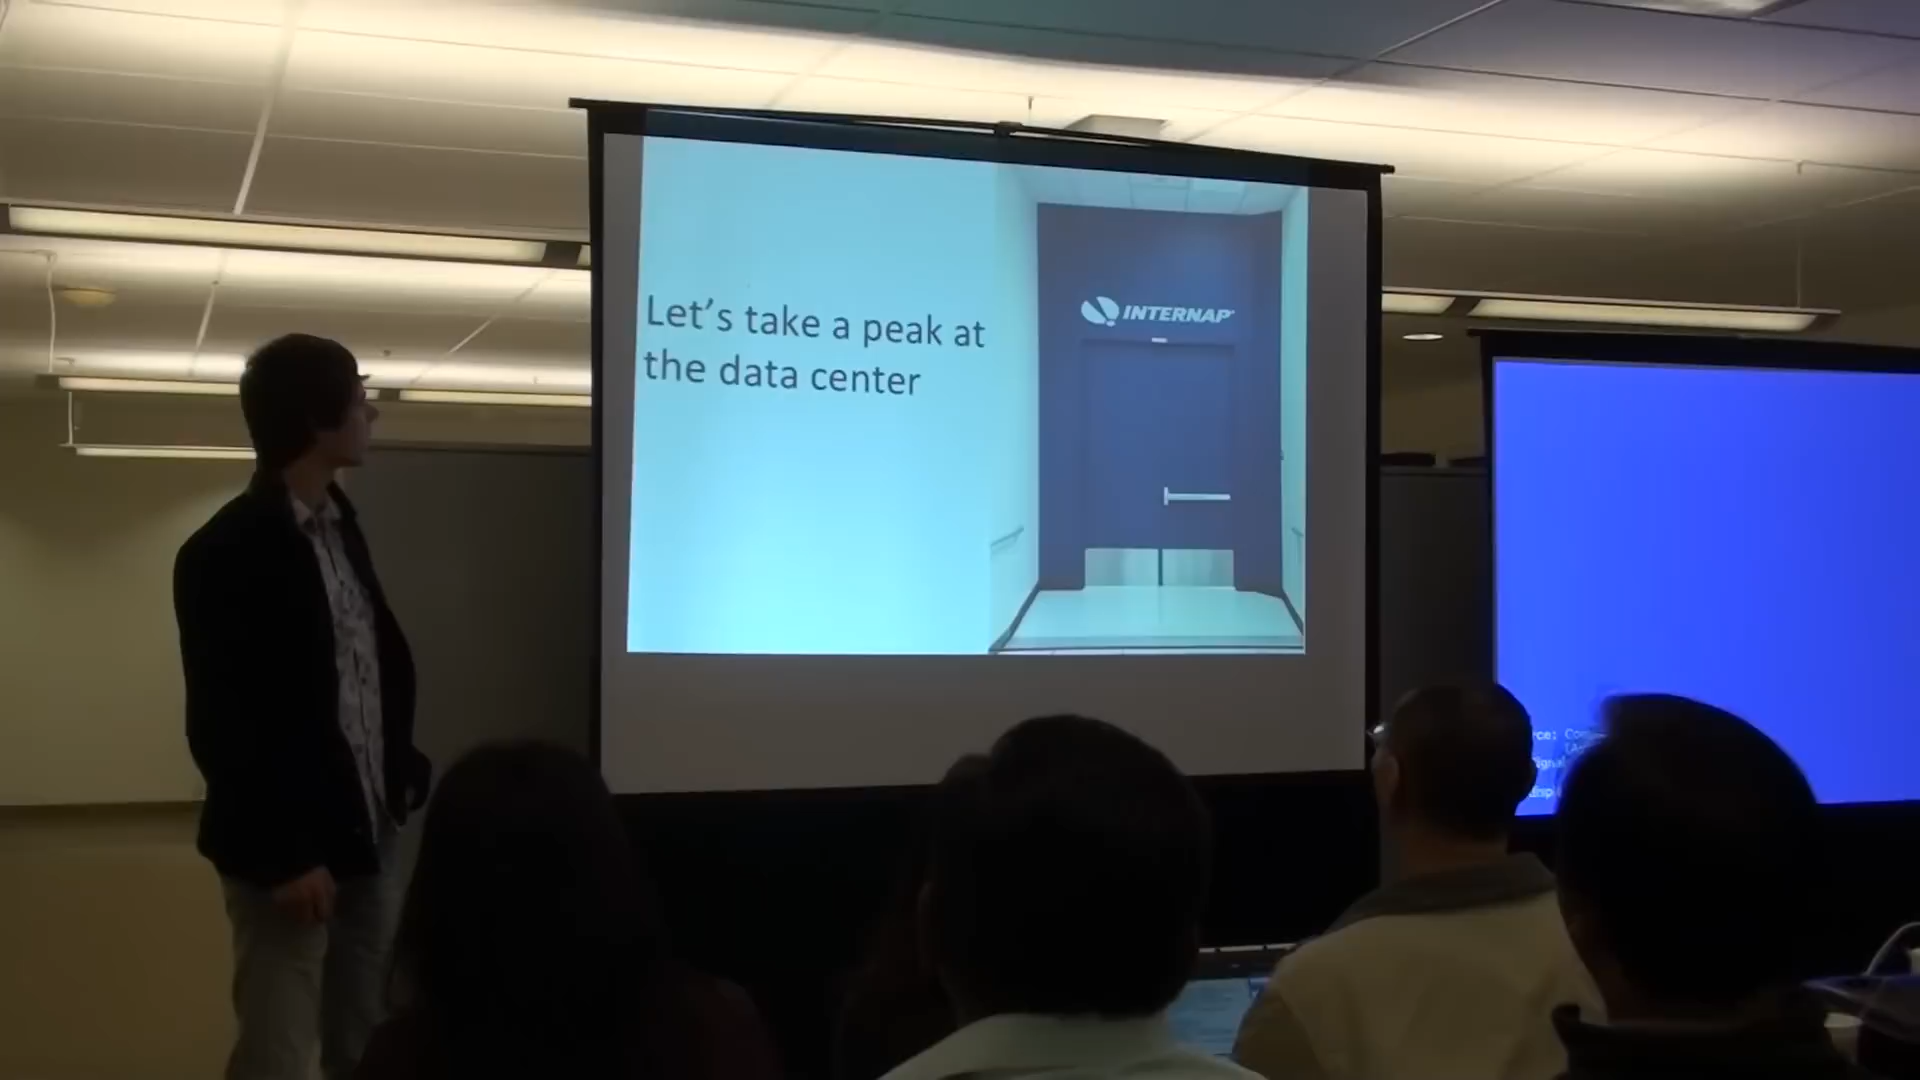 Let's take a peak at
the data center
INTERNAP